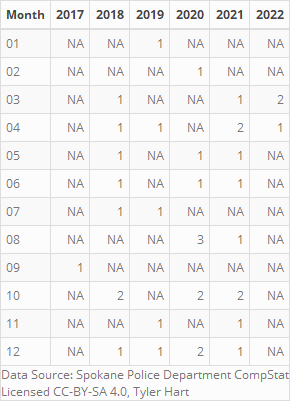 Month 2017 2018 2019 2020 2021 2022
01 NA NA 1 NA NA NA
02 NA NA NA 1 NA NA
03 NA 1 NA NA 1 2
04 NA 1 1 NA 2 1
05 NA 1 NA 1 1 NA
06 NA 1 NA 1 1 NA
07 NA 1 1 NA NA NA
08 NA NA NA 3 1 NA
09 1 NA NA NA NA NA
10 NA 2 NA 2 2 NA
11 NA NA 1 NA 1 NA
12 NA 1 1 2 1 NA
Data Source: Spokane Police Department CompStat
Licensed CC-BY-SA 4.0, Tyler Hart